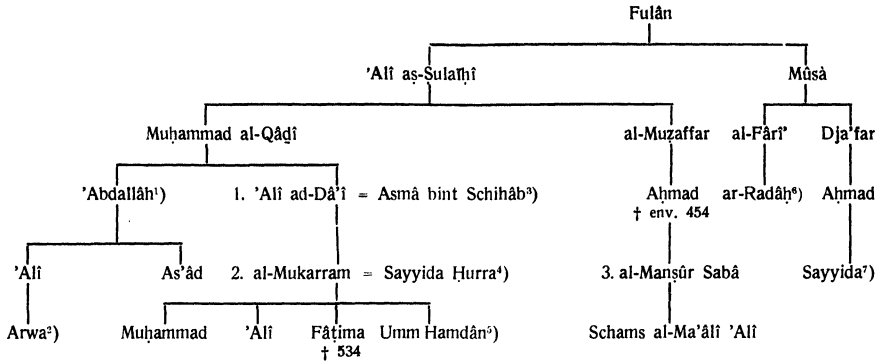 Fulân
'Alî aṣ-Ṣulaïḥî Mûsà
Muḥammad al-Qâḍî al-Muẓaffar al-Fârî' Dja'far
'Abdallâh¹) 1. 'Alî ad-Dâ'î = Asmâ bint Schihâb³) Aḥmad ar-Radâḥ⁶) Aḥmad
† env. 454
'Alî As'âd 2. al-Mukarram = Sayyida Ḥurra⁴) 3. al-Manṣûr Sabâ Sayyida⁷)
Arwa²) Muḥammad 'Alî Fâṭima Umm Hamdân⁵) Schams al-Ma'âlî 'Alî
† 534